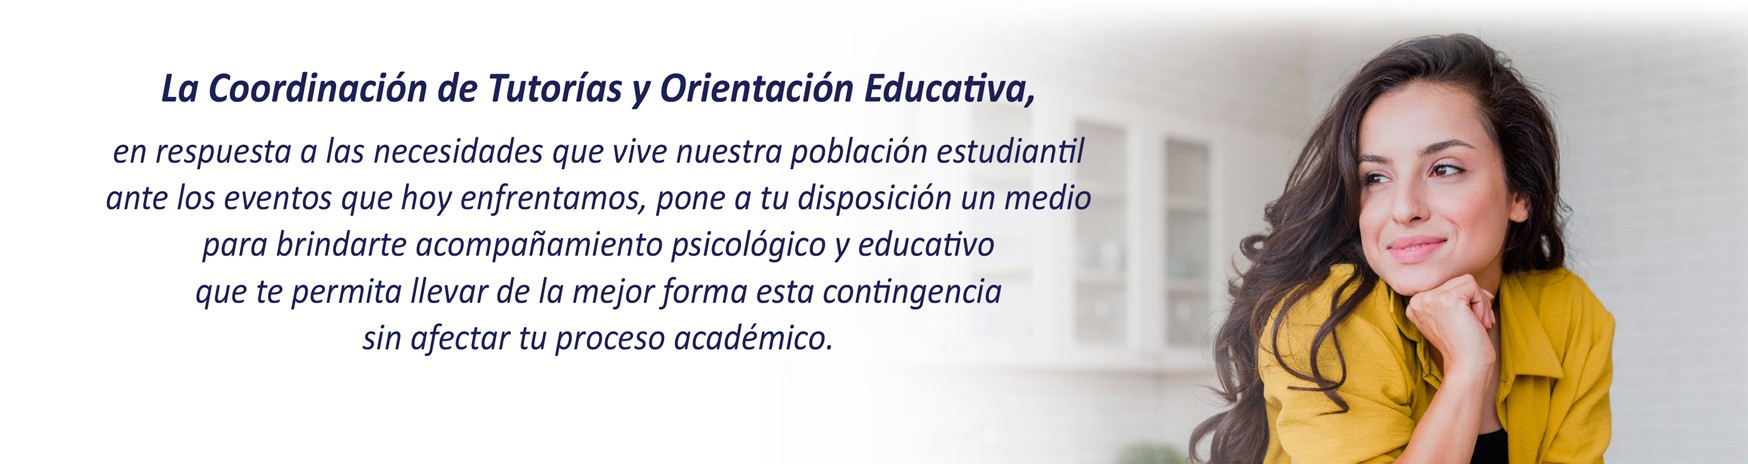 La Coordinación de Tutorías y Orientación Educativa,
en respuesta a las necesidades que vive nuestra población estudiantil
ante los eventos que hoy enfrentamos, pone a tu disposición un medio
para brindarte acompañamiento psicológico y educativo
que te permita llevar de la mejor forma esta contingencia
sin afectar tu proceso académico.